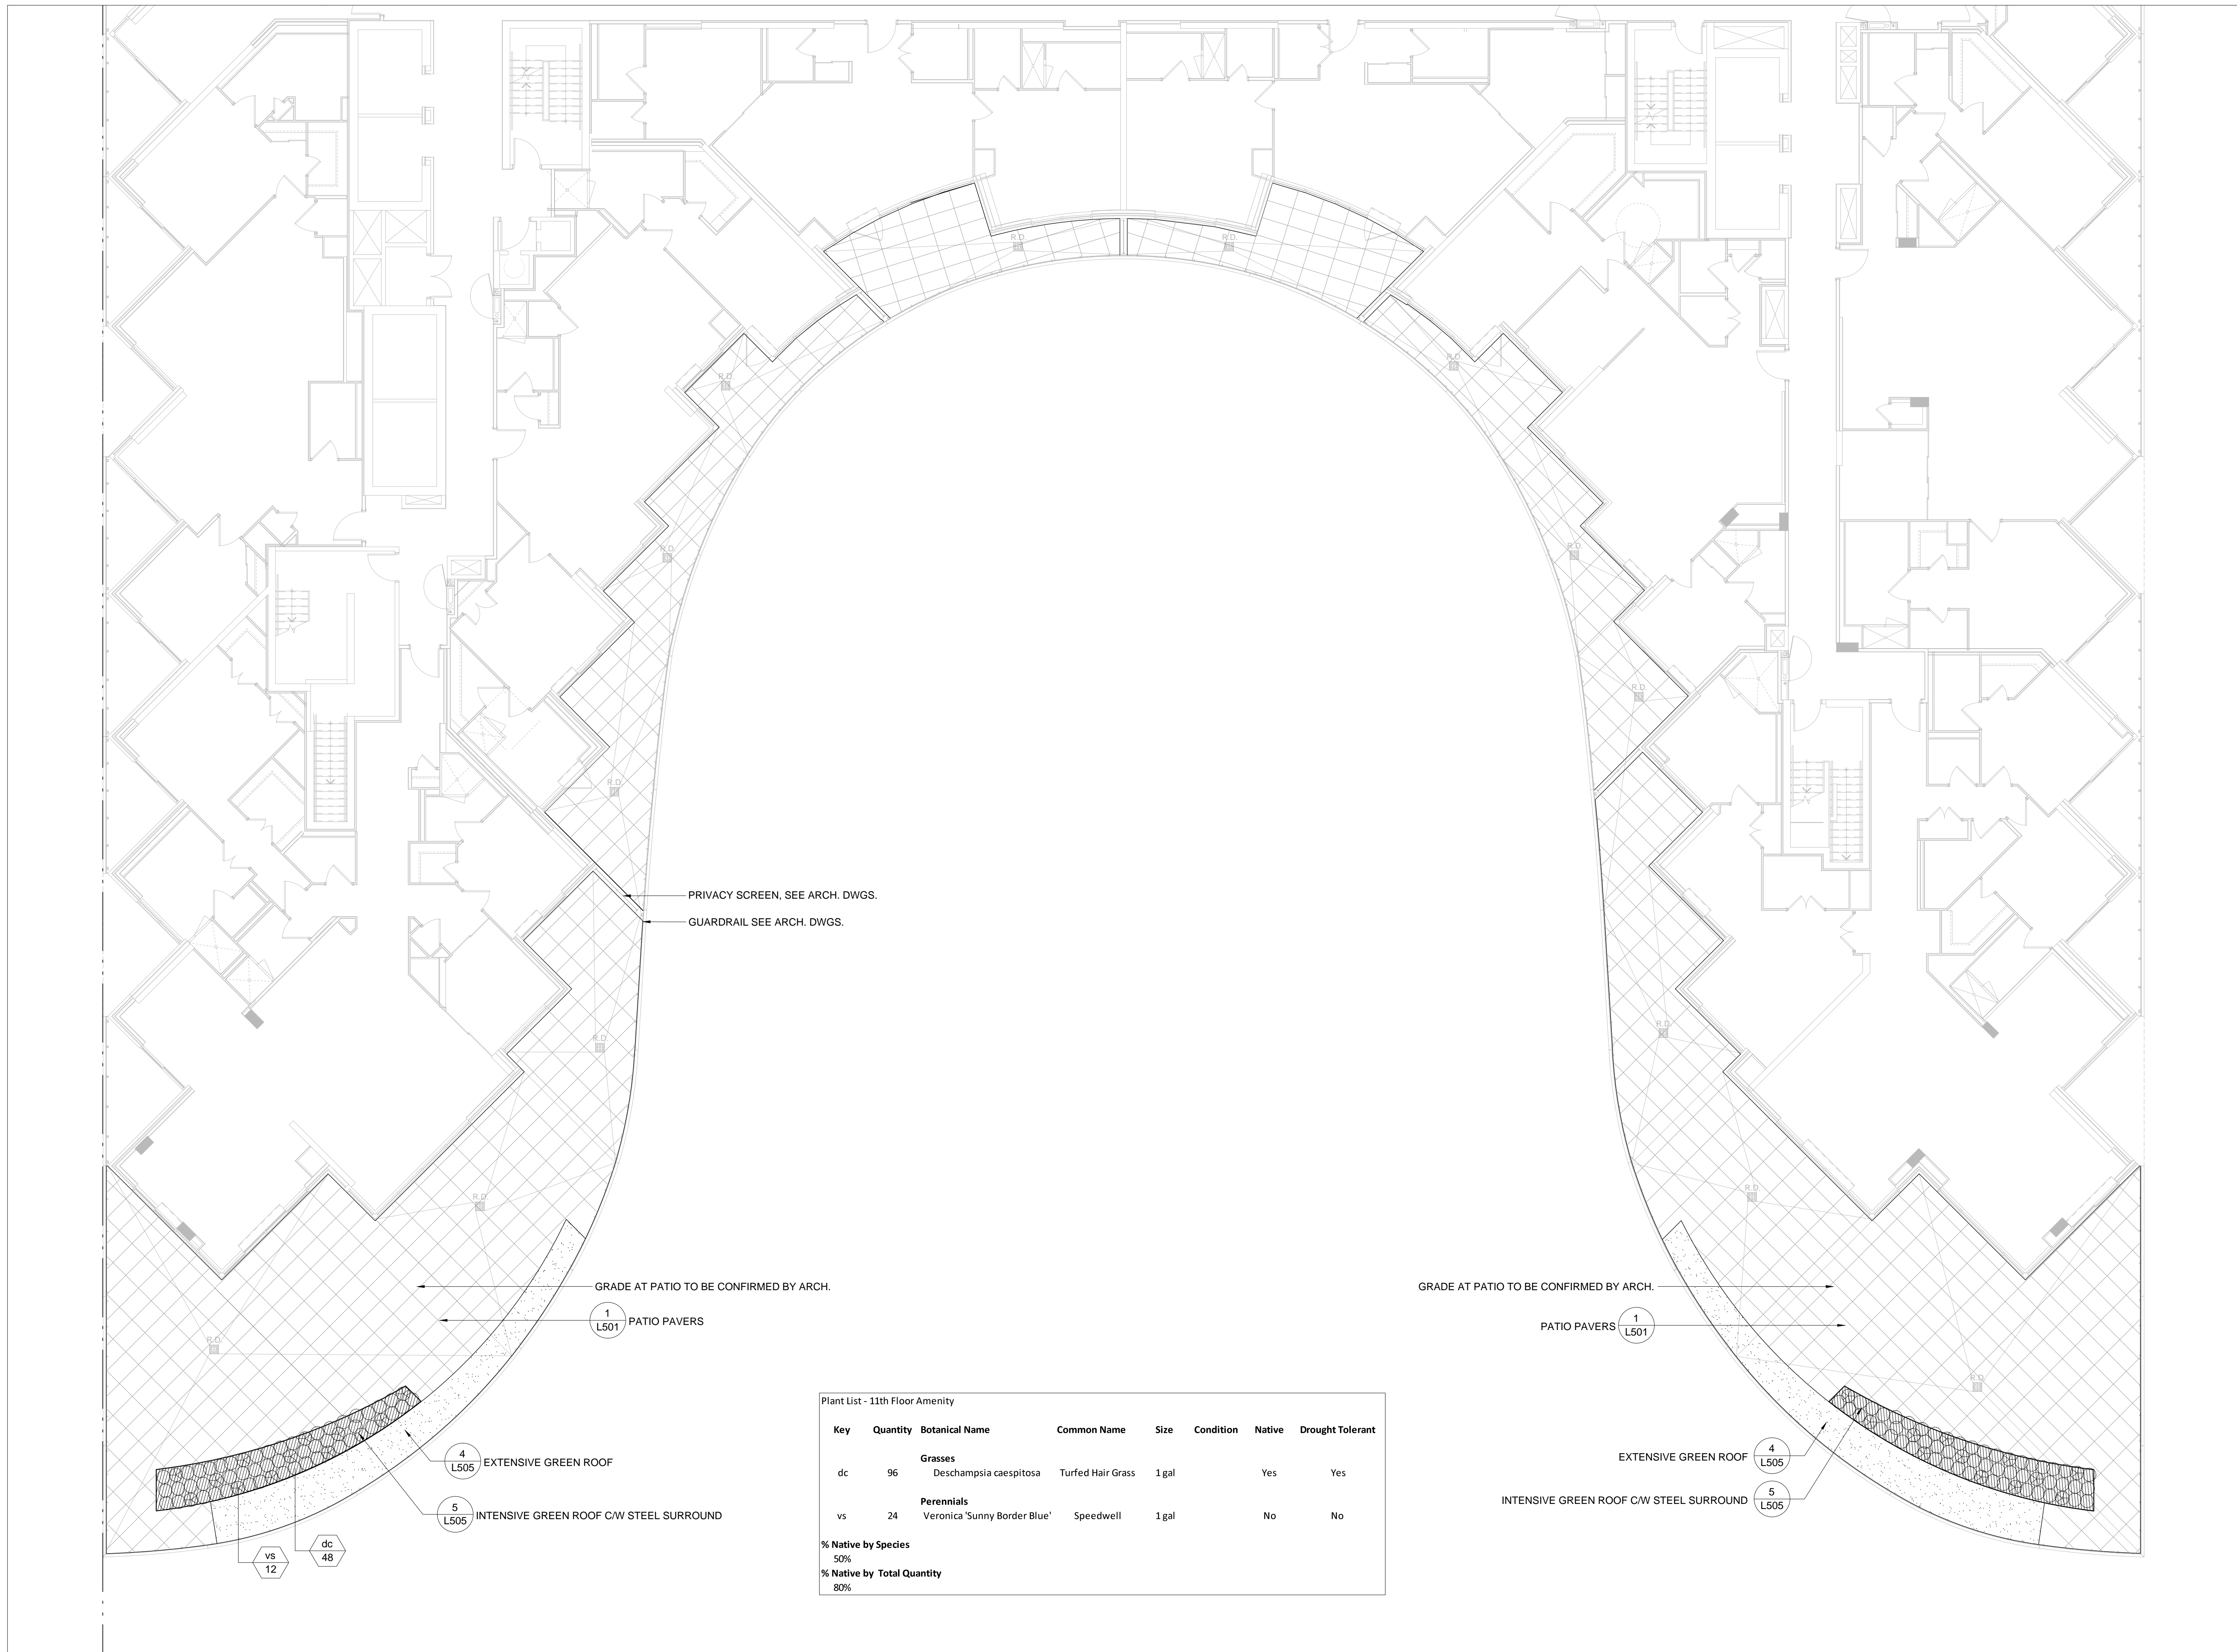 R.D.
R.D.
R.D.
R.D.
R.D.
R.D.
R.D.
R.D.
PRIVACY SCREEN, SEE ARCH. DWGS.
GUARDRAIL SEE ARCH. DWGS.
R.D.
R.D.
R.D.
R.D.
GRADE AT PATIO TO BE CONFIRMED BY ARCH.
GRADE AT PATIO TO BE CONFIRMED BY ARCH.
1
L501
PATIO PAVERS
PATIO PAVERS
1
L501
R.D.
R.D.
4
L505
EXTENSIVE GREEN ROOF
5
L505
INTENSIVE GREEN ROOF C/W STEEL SURROUND
vs
12
dc
48
Plant List - 11th Floor Amenity
Key Quantity Botanical Name Common Name Size Condition Native Drought Tolerant
Grasses
dc 96 Deschampsia caespitosa Turfed Hair Grass 1 gal Yes Yes
Perennials
vs 24 Veronica 'Sunny Border Blue' Speedwell 1 gal No No
% Native by Species
50%
% Native by Total Quantity
80%
EXTENSIVE GREEN ROOF
4
L505
INTENSIVE GREEN ROOF C/W STEEL SURROUND
5
L505